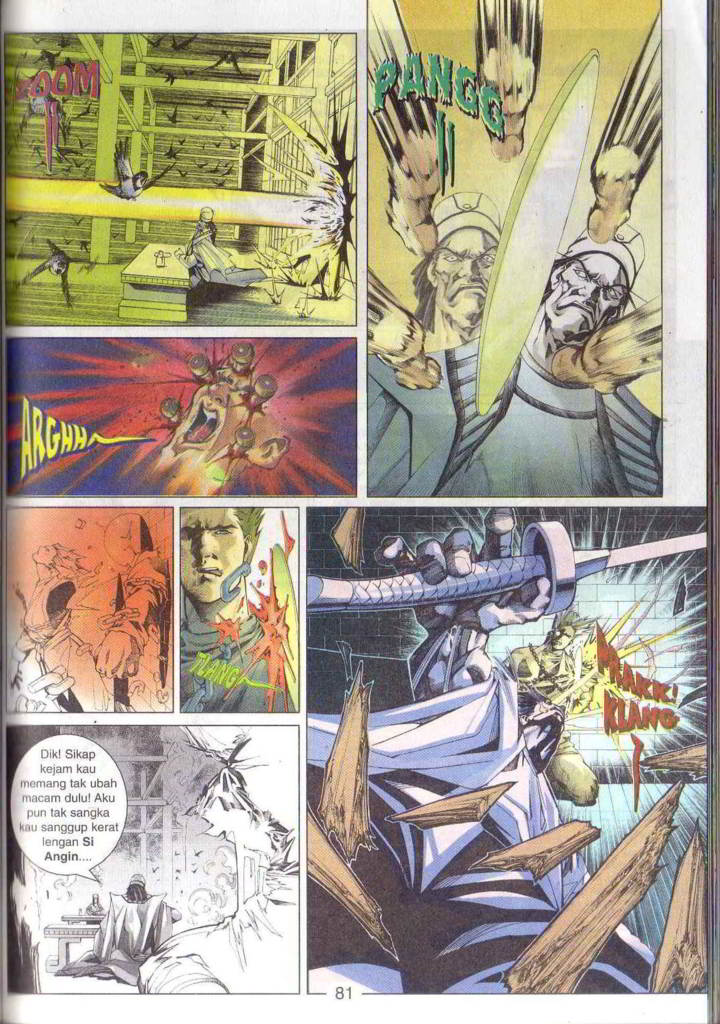 ZOOM
!!
PANGG
!!
ARGHH~
TLANG
PRAKK!
KLANG
!
Dik! Sikap
kejam kau
memang tak ubah
macam dulu! Aku
pun tak sangka
kau sanggup kerat
lengan Si
Angin....
81